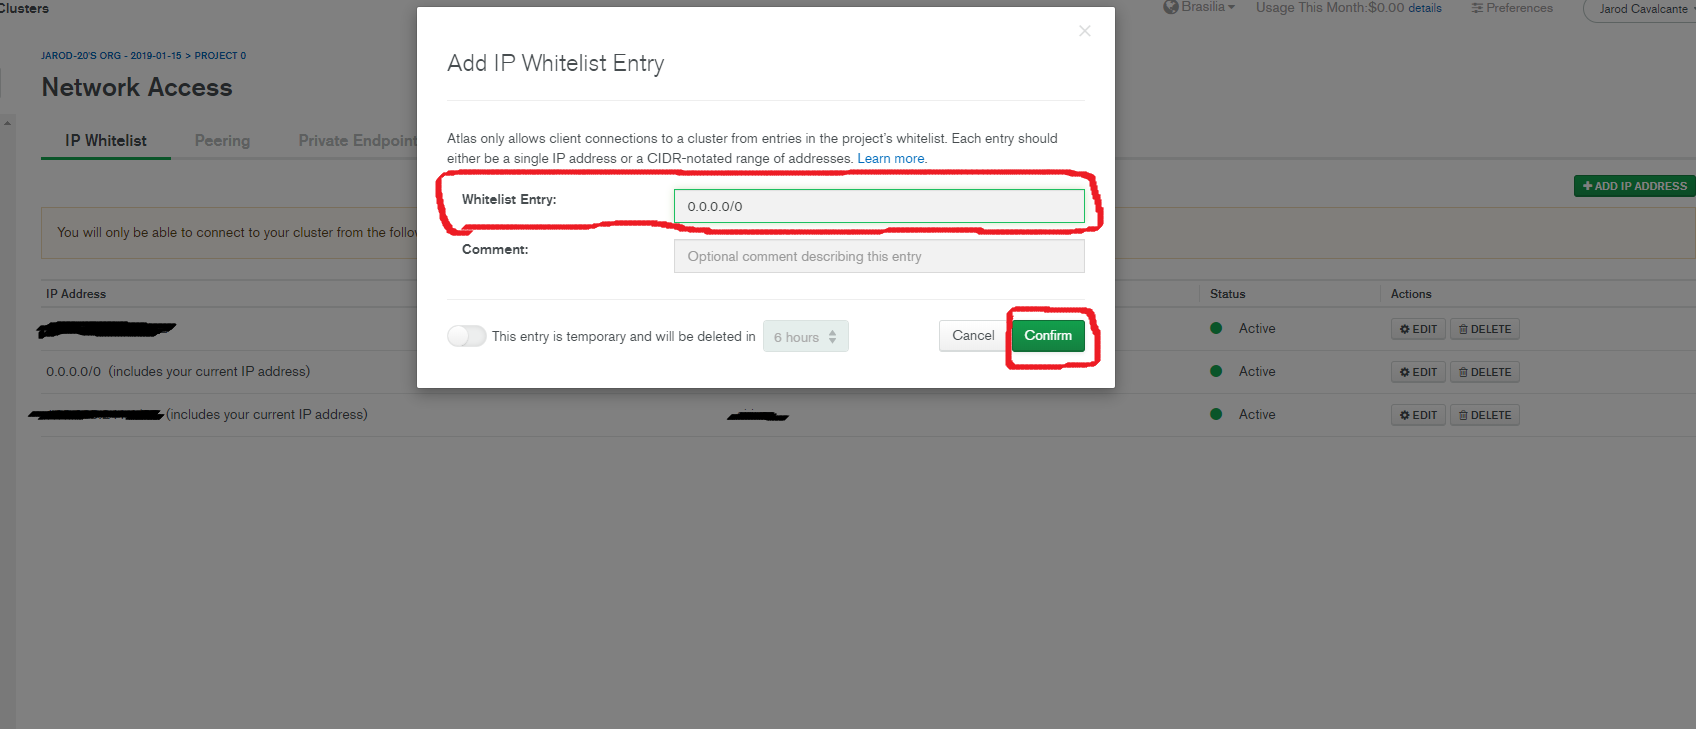 Clusters
Brasilia
Usage This Month:$0.00 details
Preferences
Jarod Cavalcante
JAROD-20'S ORG - 2019-01-15 > PROJECT 0
Network Access
IP Whitelist
Peering
Private Endpoint
ADD IP ADDRESS
You will only be able to connect to your cluster from the
Add IP Whitelist Entry
Atlas only allows client connections to a cluster from entries in the project's whitelist. Each entry should
either be a single IP address or a CIDR-notated range of addresses. Learn more.
Whitelist Entry:
0.0.0.0/0
Comment:
Optional comment describing this entry
This entry is temporary and will be deleted in
6 hours
Cancel
Confirm
IP Address
Status
Actions
Active
EDIT
DELETE
0.0.0.0/0 (includes your current IP address)
Active
EDIT
DELETE
(includes your current IP address)
Active
EDIT
DELETE